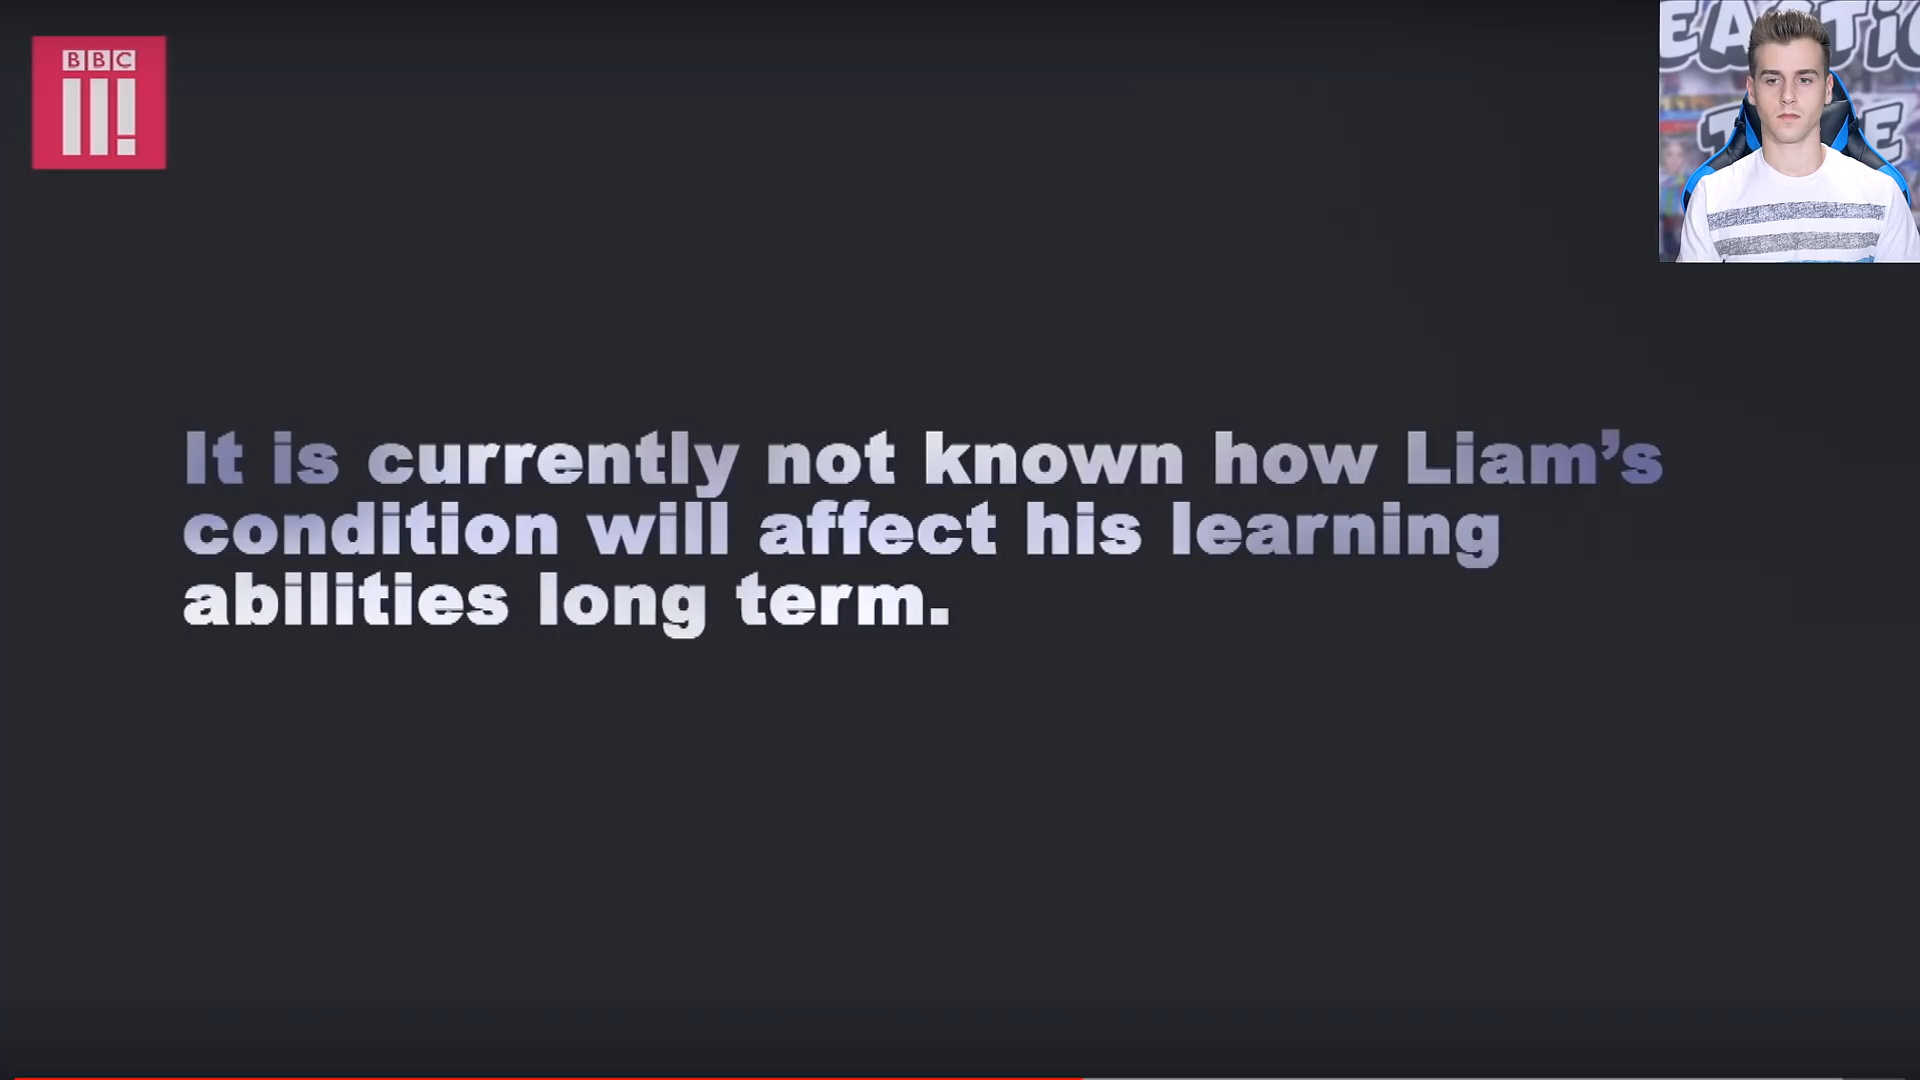 BBC
It is currently not known how Liam’s
condition will affect his learning
abilities long term.